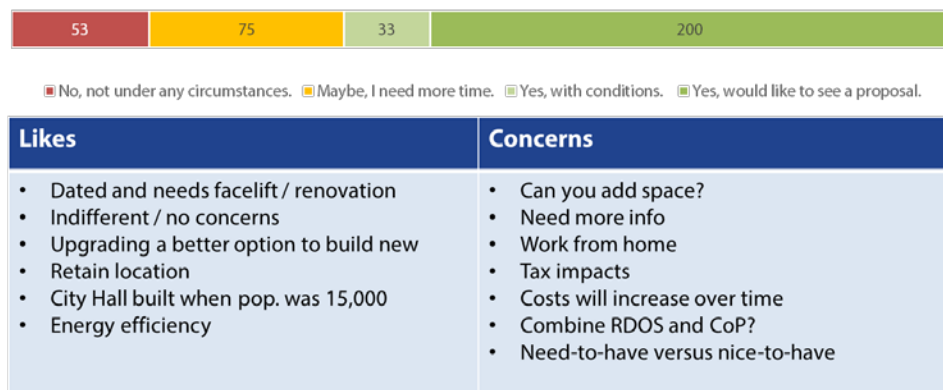 53 75 33 200
No, not under any circumstances. Maybe, I need more time. Yes, with conditions. Yes, would like to see a proposal.
Likes
• Dated and needs facelift / renovation
• Indifferent / no concerns
• Upgrading a better option to build new
• Retain location
• City Hall built when pop. was 15,000
• Energy efficiency
Concerns
• Can you add space?
• Need more info
• Work from home
• Tax impacts
• Costs will increase over time
• Combine RDOS and CoP?
• Need-to-have versus nice-to-have